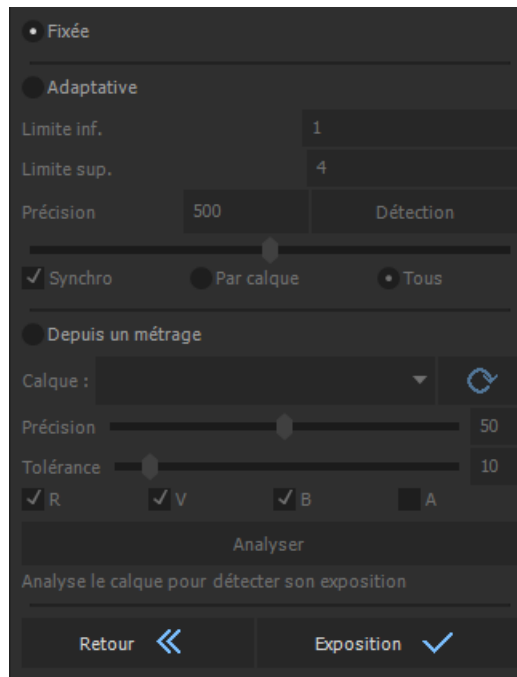 Fixée
Adaptative
Limite inf. 1
Limite sup. 4
Précision 500 Détection
Synchro Par calque Tous
Depuis un métrage
Calque :
Précision 50
Tolérance 10
R V B A
Analyser
Analyse le calque pour détecter son exposition
Retour Exposition